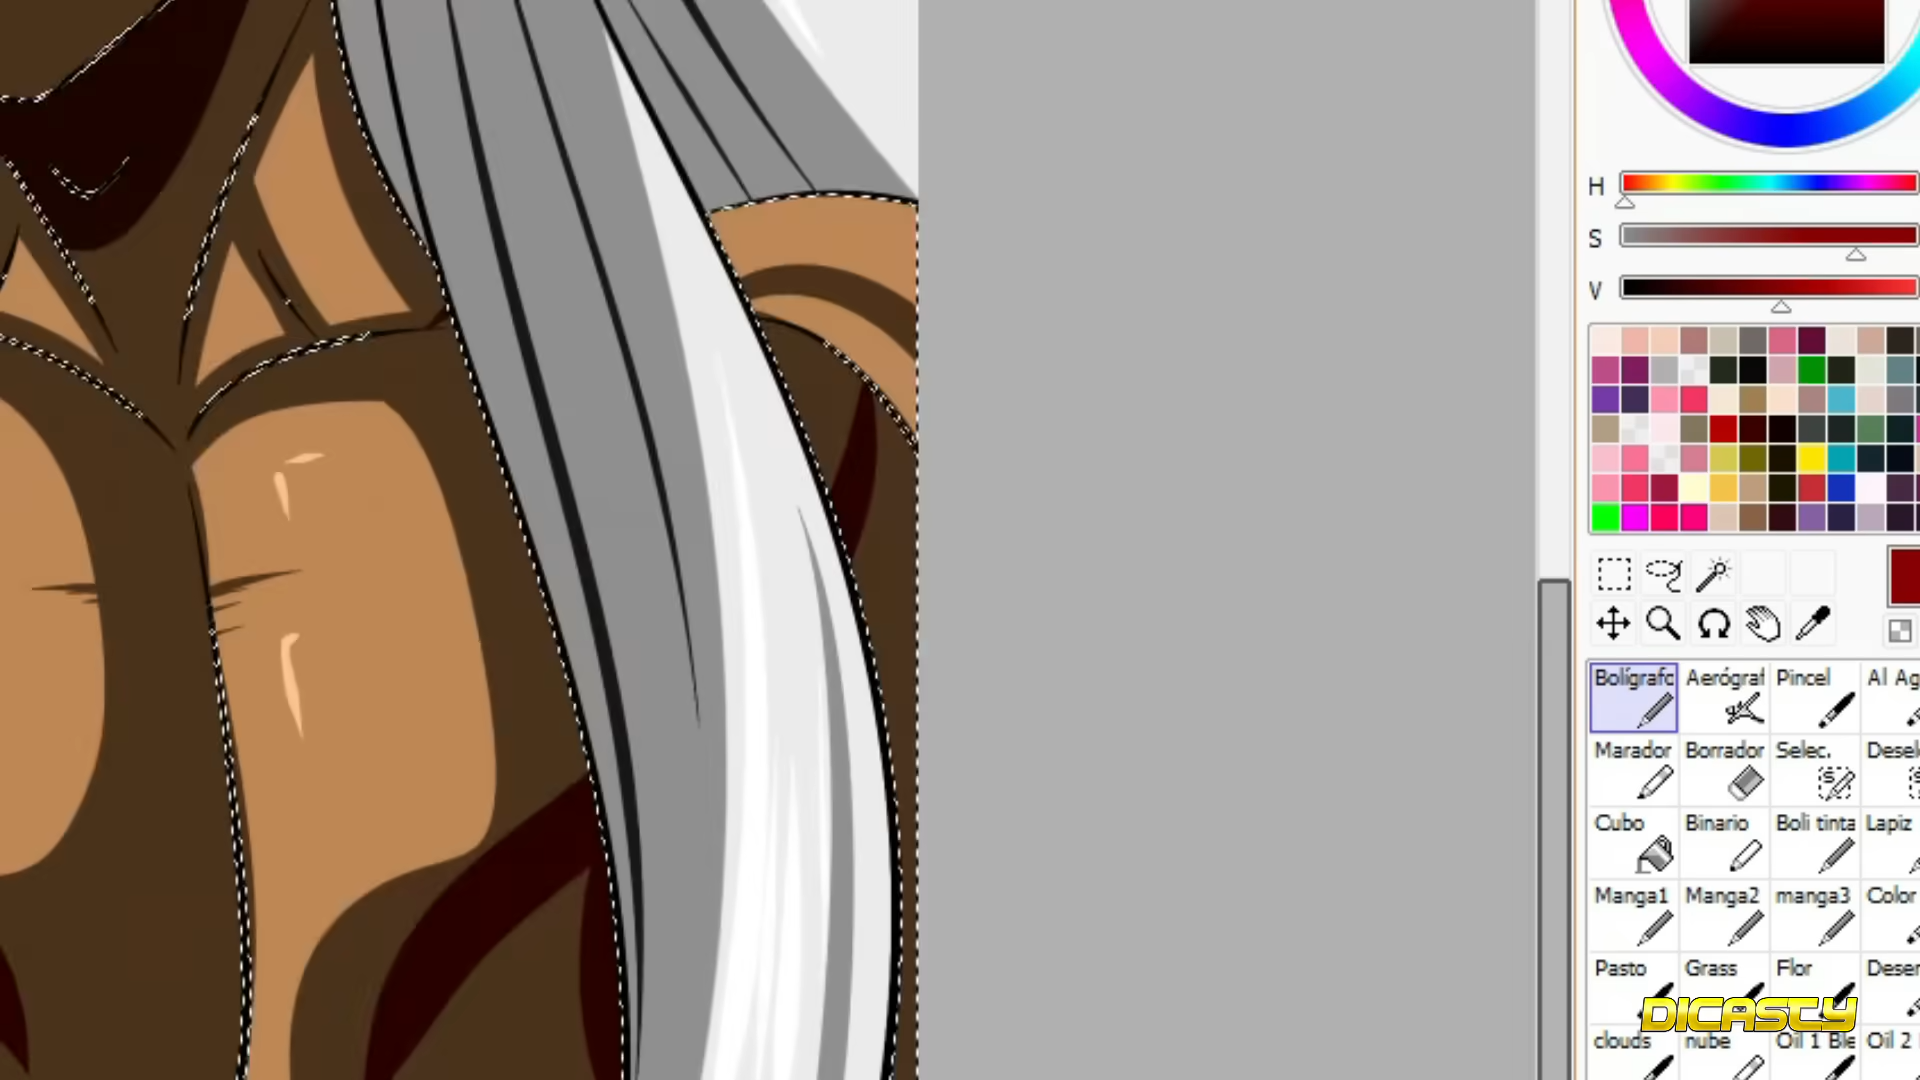 H
S
V
Bolígrafo Aerógraf Pincel Al Ag
Marador Borrador Selec. Desel
Cubo Binario Boli tinta Lapiz
Manga1 Manga2 manga3 Color
Pasto Grass Flor Deser
DICASTY
clouds nube Oil 1 Ble Oil 2